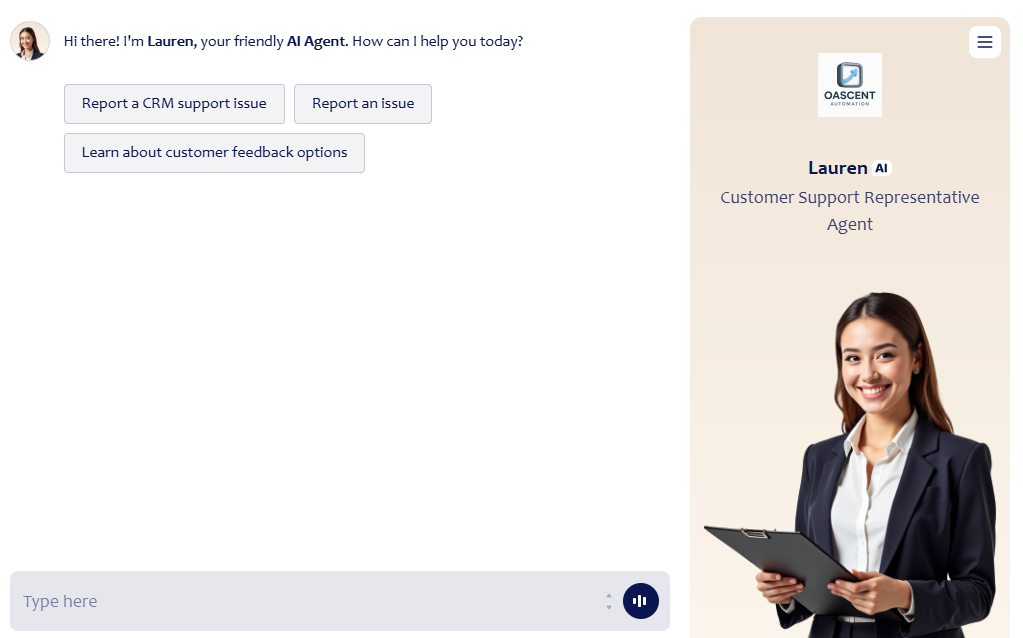 Hi there! I'm Lauren, your friendly AI Agent. How can I help you today?
Report a CRM support issue
Report an issue
Learn about customer feedback options
Type here
OASCENT
AUTOMATION
Lauren AI
Customer Support Representative
Agent